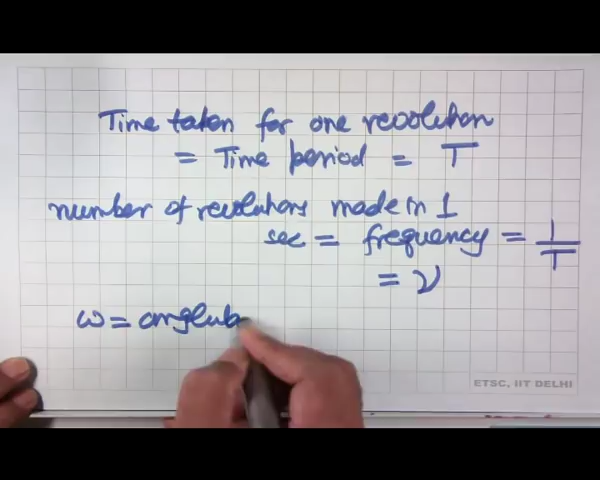 Time taken for one revolution
= Time period = T
number of revolutions made in 1
sec = frequency = 1/T
= ν
ω =
ETSC, IIT DELHI